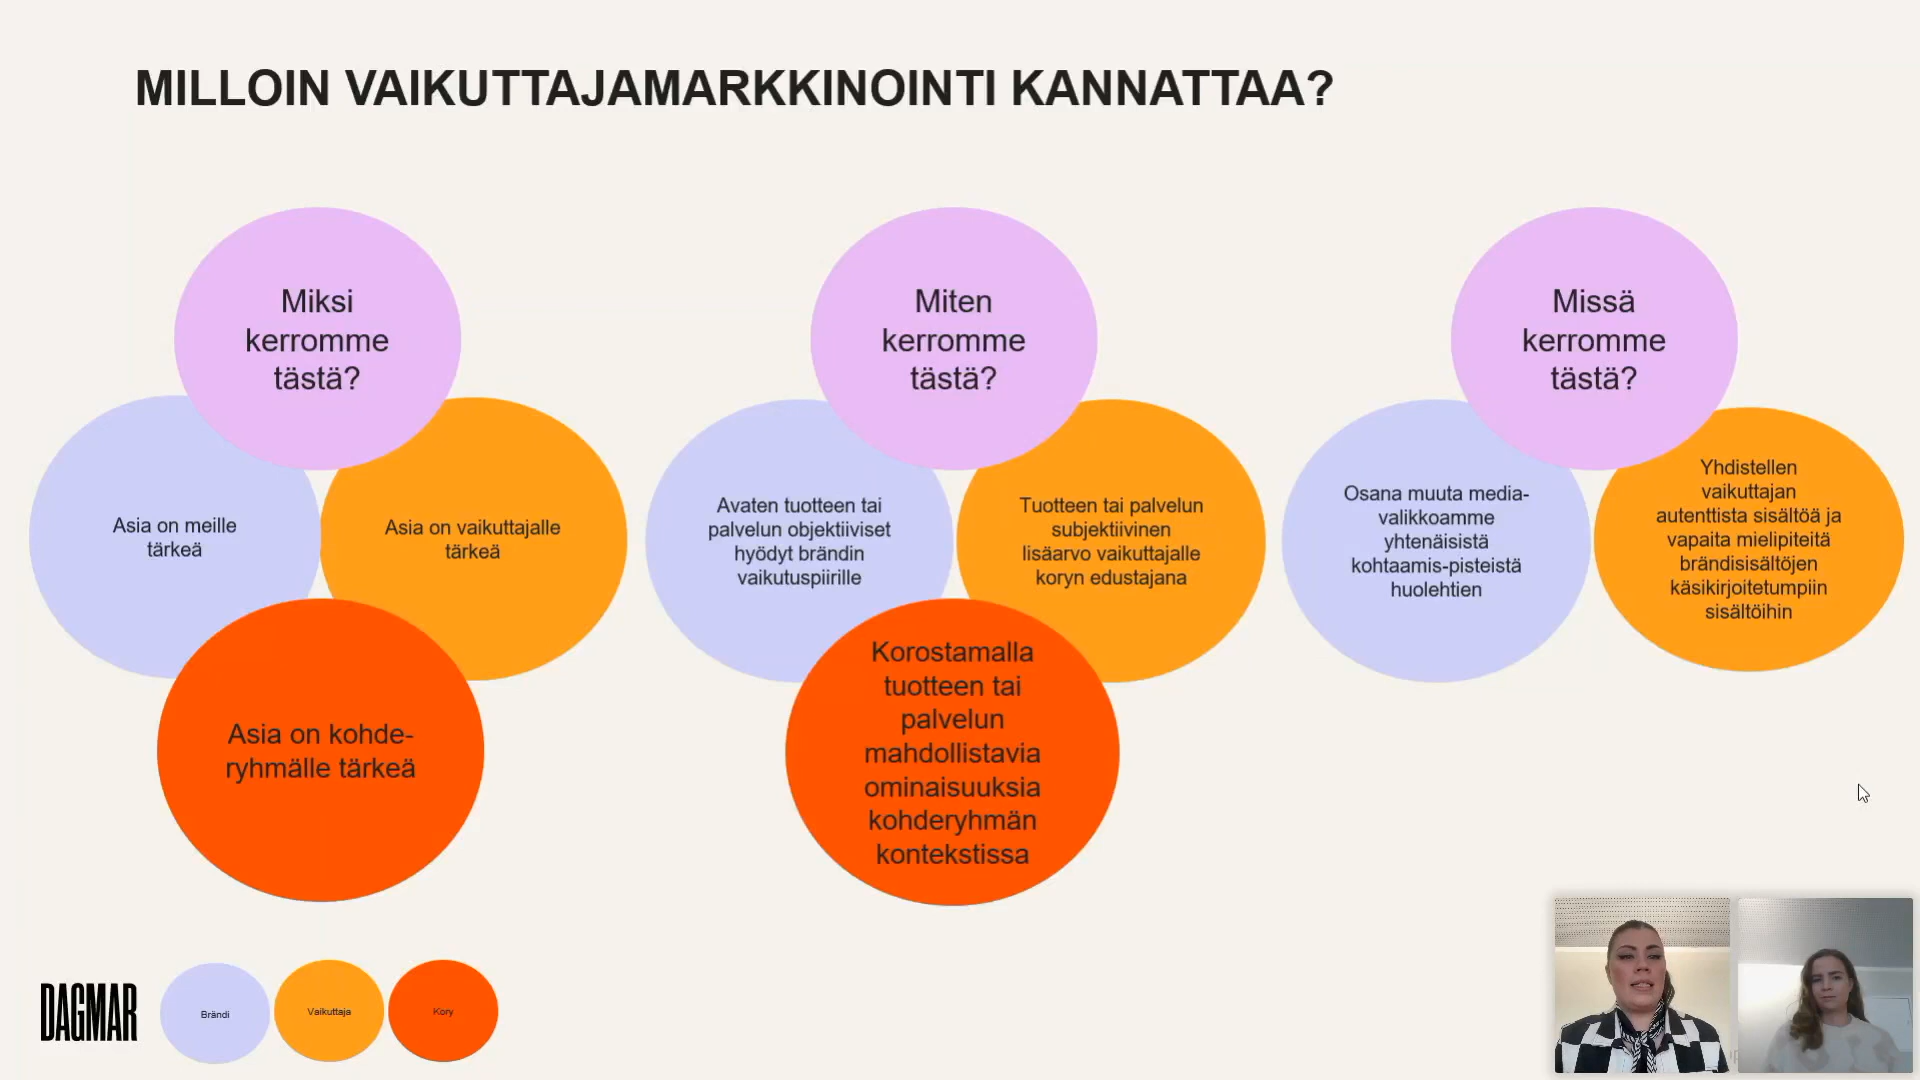 MILLOIN VAIKUTTAJAMARKKINOINTI KANNATTAA?
Miksi
kerromme
tästä?
Asia on meille
tärkeä
Asia on vaikuttajalle
tärkeä
Asia on kohde-
ryhmälle tärkeä
Miten
kerromme
tästä?
Avaten tuotteen tai
palvelun objektiiviset
hyödyt brändin
vaikutuspiirille
Tuotteen tai palvelun
subjektiivinen
lisäarvo vaikuttajalle
koryn edustajana
Korostamalla
tuotteen tai
palvelun
mahdollistavia
ominaisuuksia
kohderyhmän
kontekstissa
Missä
kerromme
tästä?
Osana muuta media-
valikkoamme
yhtenäisistä
kohtaamis-pisteistä
huolehtien
Yhdistellen
vaikuttajan
autenttista sisältöä ja
vapaita mielipiteitä
brändisisältöjen
käsikirjoitetumpiin
sisältöihin
DAGMAR
Brändi
Vaikuttaja
Kory